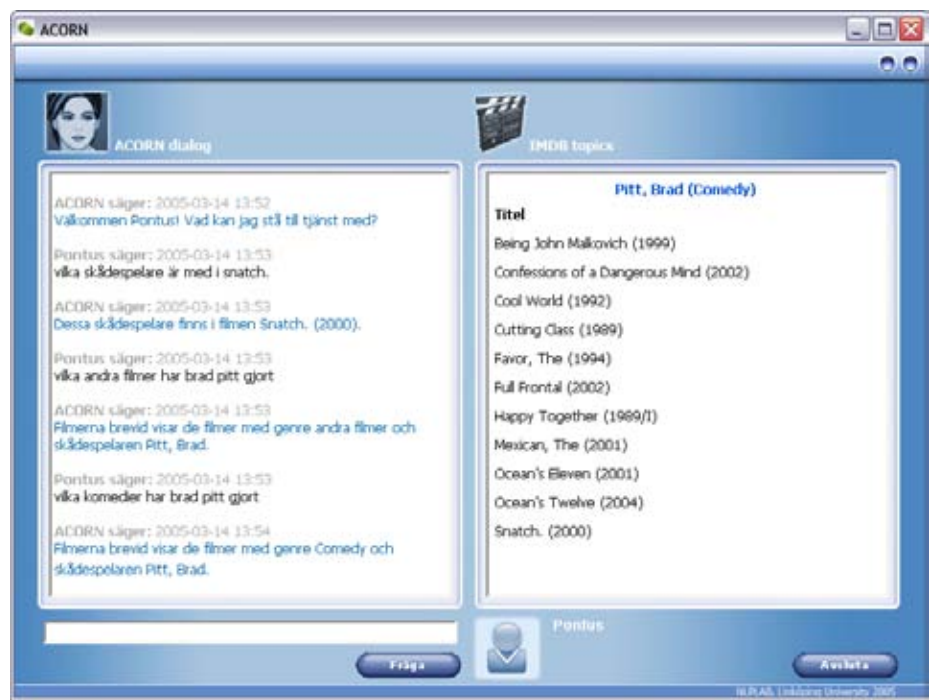 ACORN
ACORN dialog
IMDB topics
ACORN säger: 2005-03-14 13:52
Välkommen Pontus! Vad kan jag stå till tjänst med?
Pontus säger: 2005-03-14 13:53
vilka skådespelare är med i snatch.
ACORN säger: 2005-03-14 13:53
Dessa skådespelare finns i filmen Snatch. (2000).
Pontus säger: 2005-03-14 13:53
vilka andra filmer har brad pitt gjort
ACORN säger: 2005-03-14 13:53
Filmerna brevid visar de filmer med genre andra filmer och
skådespelaren Pitt, Brad.
Pontus säger: 2005-03-14 13:53
vilka komedier har brad pitt gjort
ACORN säger: 2005-03-14 13:54
Filmerna brevid visar de filmer med genre Comedy och
skådespelaren Pitt, Brad.
Pitt, Brad (Comedy)
Titel
Being John Malkovich (1999)
Confessions of a Dangerous Mind (2002)
Cool World (1992)
Cutting Class (1989)
Favor, The (1994)
Full Frontal (2002)
Happy Together (1989/I)
Mexican, The (2001)
Ocean's Eleven (2001)
Ocean's Twelve (2004)
Snatch. (2000)
Fråga
Pontus
Avsluta
NLPLAB, Linköping University 2005